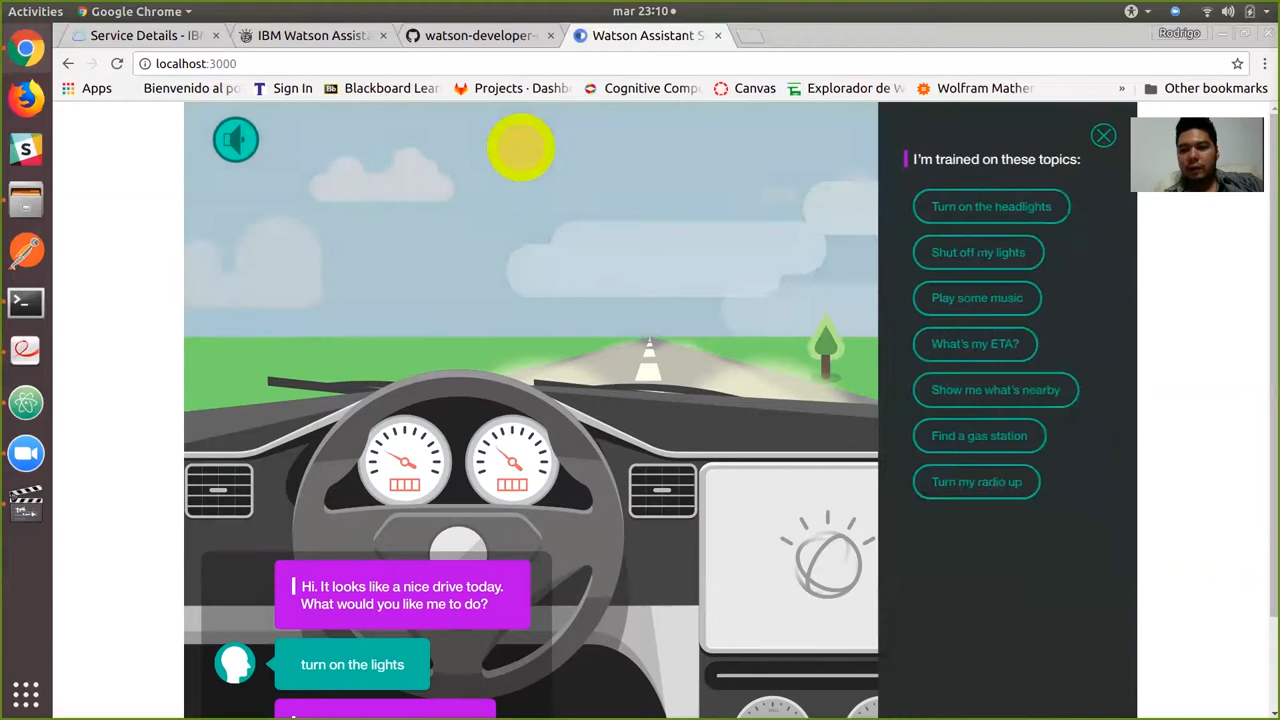 Activities
Google Chrome
mar 23:10
Service Details - IB
IBM Watson Assist
watson-developer-
Watson Assistant S
Rodrigo
localhost:3000
Apps
Bienvenido al po
Sign In
Blackboard Lear
Projects · Dashb
Cognitive Comp
Canvas
Explorador de W
Wolfram Mather
»
Other bookmarks
I'm trained on these topics:
Turn on the headlights
Shut off my lights
Play some music
What's my ETA?
Show me what's nearby
Find a gas station
Turn my radio up
Hi. It looks like a nice drive today.
What would you like me to do?
turn on the lights